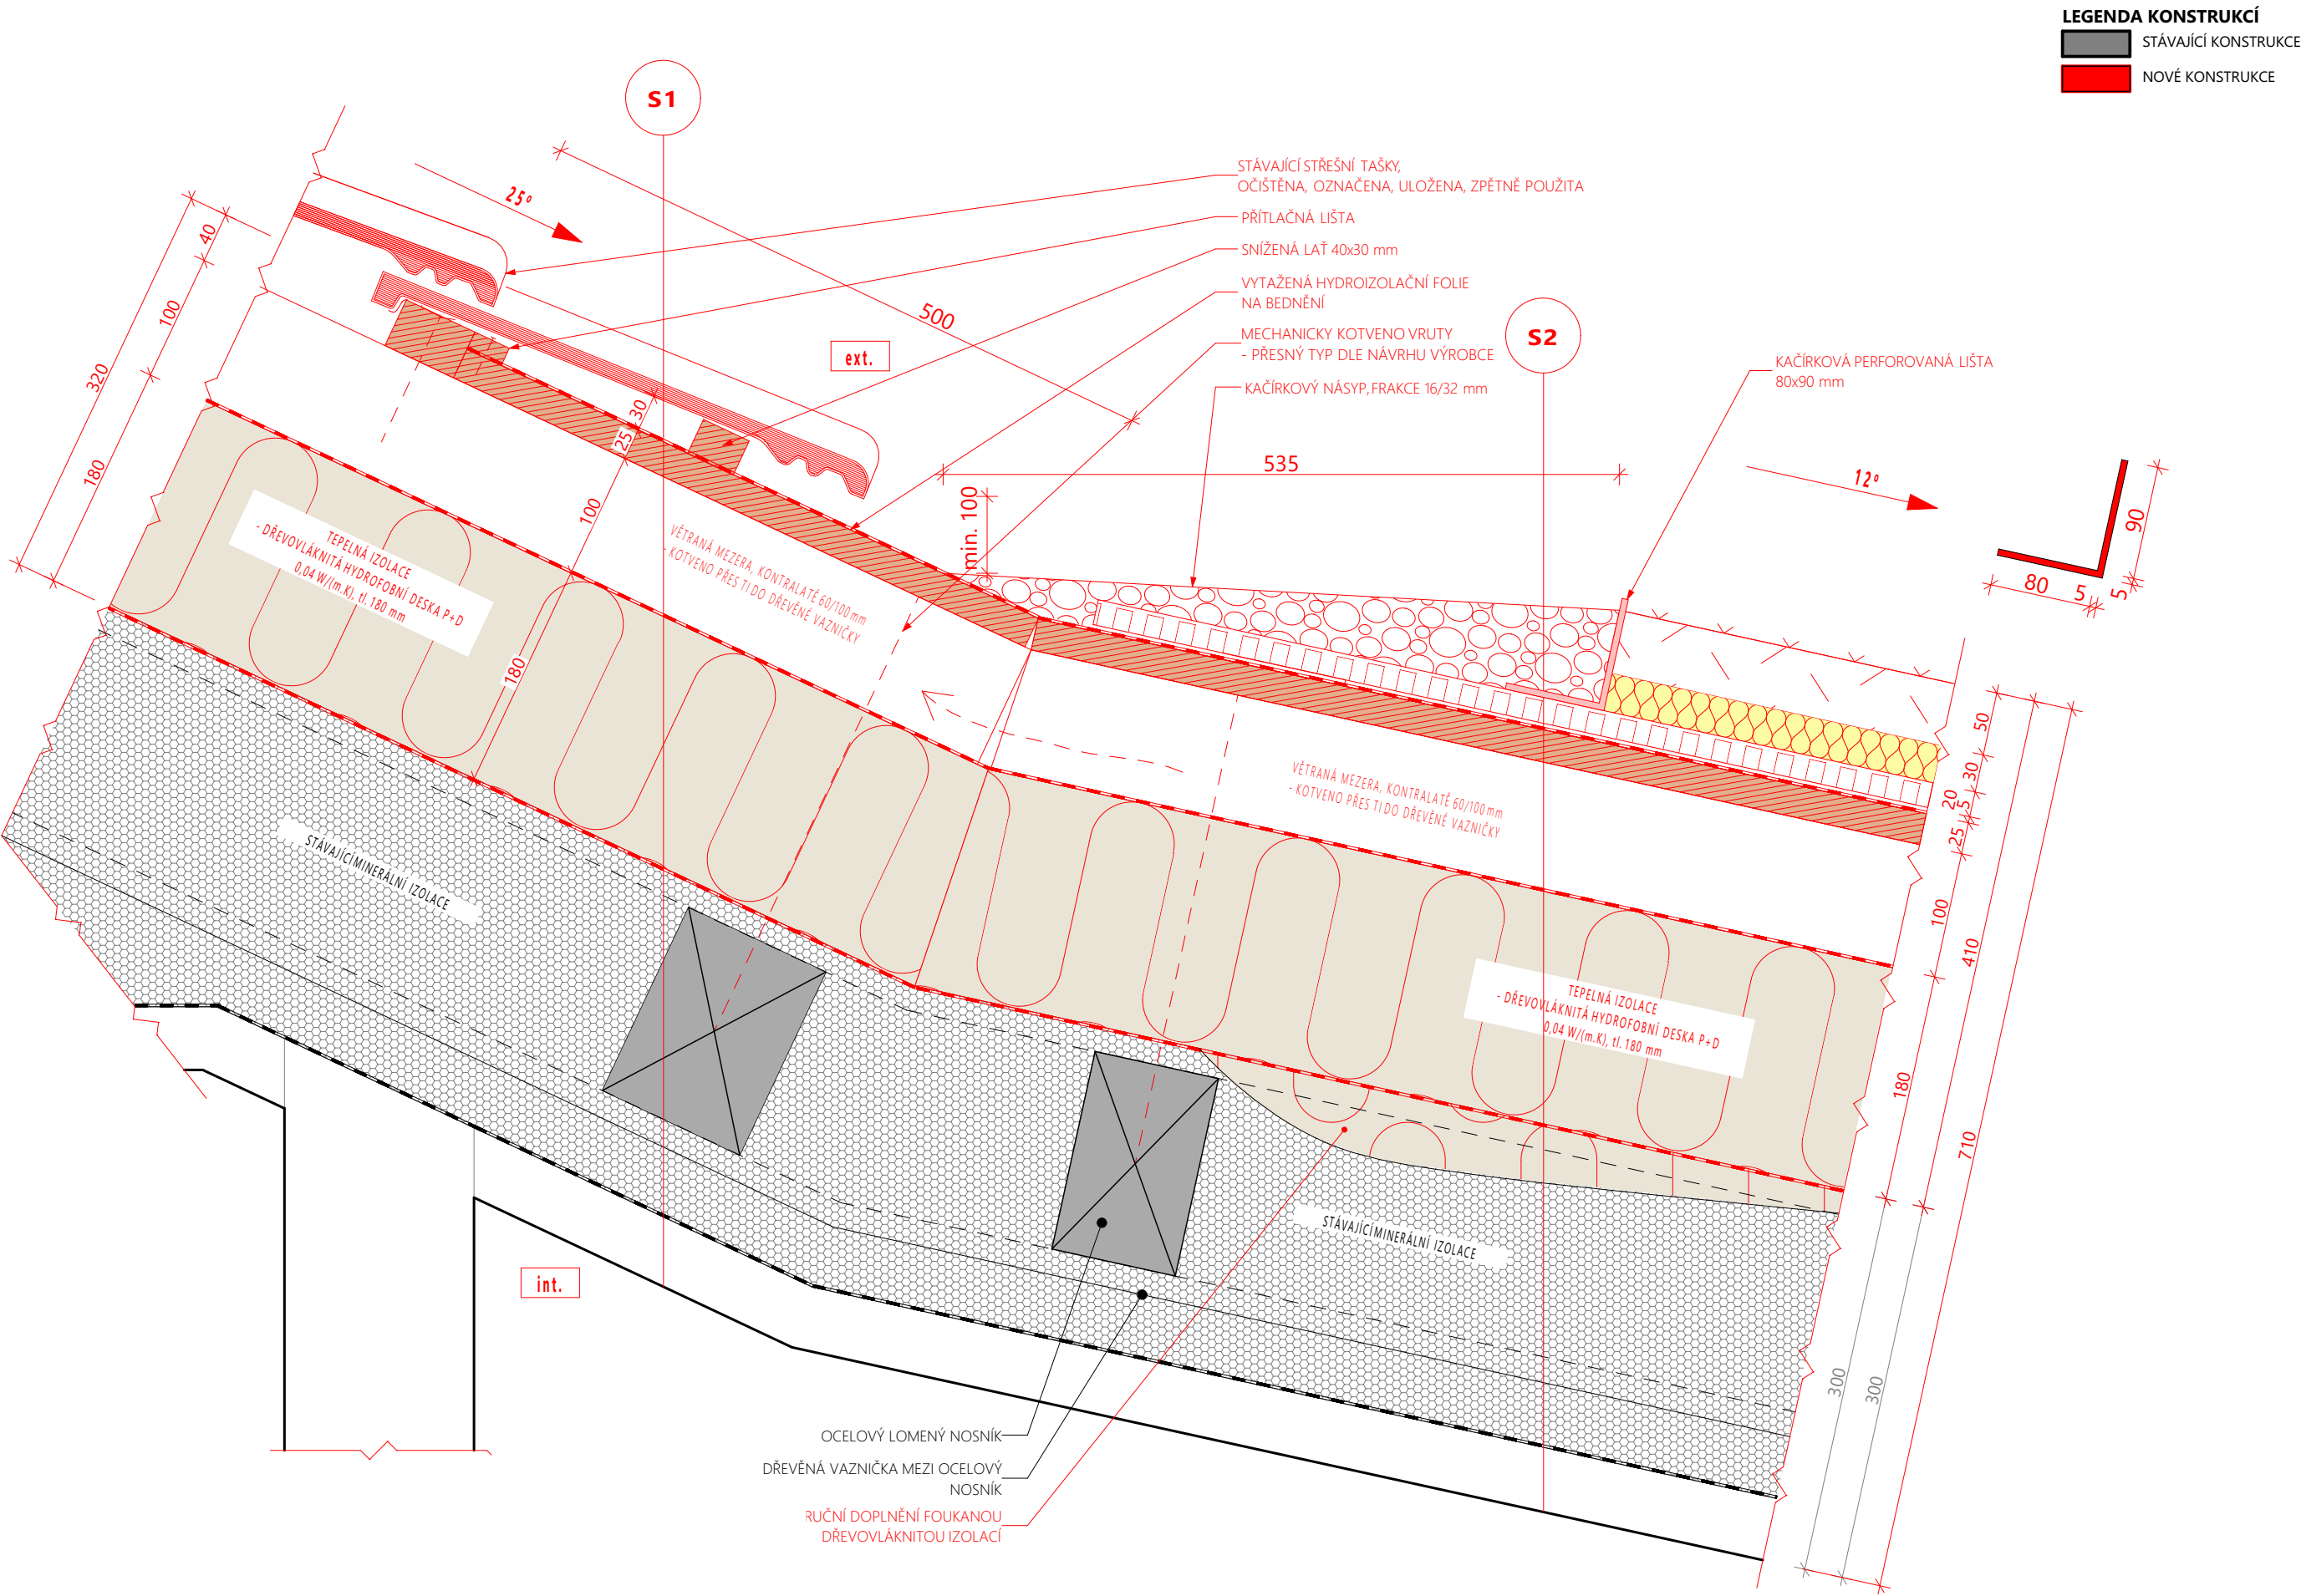 LEGENDA KONSTRUKCÍ
STÁVAJÍCÍ KONSTRUKCE
NOVÉ KONSTRUKCE
S1
25º
STÁVAJÍCÍ STŘEŠNÍ TAŠKY,
OČIŠTĚNA, OZNAČENA, ULOŽENA, ZPĚTNĚ POUŽITA
PŘÍTLAČNÁ LIŠTA
SNÍŽENÁ LAŤ 40x30 mm
VYTAŽENÁ HYDROIZOLAČNÍ FOLIE
NA BEDNĚNÍ
MECHANICKY KOTVENO VRUTY
- PŘESNÝ TYP DLE NÁVRHU VÝROBCE
KAČÍRKOVÝ NÁSYP,FRAKCE 16/32 mm
S2
KAČÍRKOVÁ PERFOROVANÁ LIŠTA
80x90 mm
500
ext.
535
min. 100
12º
90
80
5
5
40
100
320
180
30
25
100
180
TEPELNÁ IZOLACE
- DŘEVOVLÁKNITÁ HYDROFOBNÍ DESKA P+D
0,04 W/(m.K), tl. 180 mm
VĚTRANÁ MEZERA, KONTRALATĚ 60/100mm
- KOTVENO PŘES TI DO DŘEVĚNÉ VAZNIČKY
VĚTRANÁ MEZERA, KONTRALATĚ 60/100mm
- KOTVENO PŘES TI DO DŘEVĚNÉ VAZNIČKY
STÁVAJÍCÍ MINERÁLNÍ IZOLACE
TEPELNÁ IZOLACE
- DŘEVOVLÁKNITÁ HYDROFOBNÍ DESKA P+D
0,04 W/(m.K), tl. 180 mm
50
30
20
5
25
100
410
180
710
300
300
STÁVAJÍCÍ MINERÁLNÍ IZOLACE
int.
OCELOVÝ LOMENÝ NOSNÍK
DŘEVĚNÁ VAZNIČKA MEZI OCELOVÝ
NOSNÍK
RUČNÍ DOPLNĚNÍ FOUKANOU
DŘEVOVLÁKNITOU IZOLACÍ